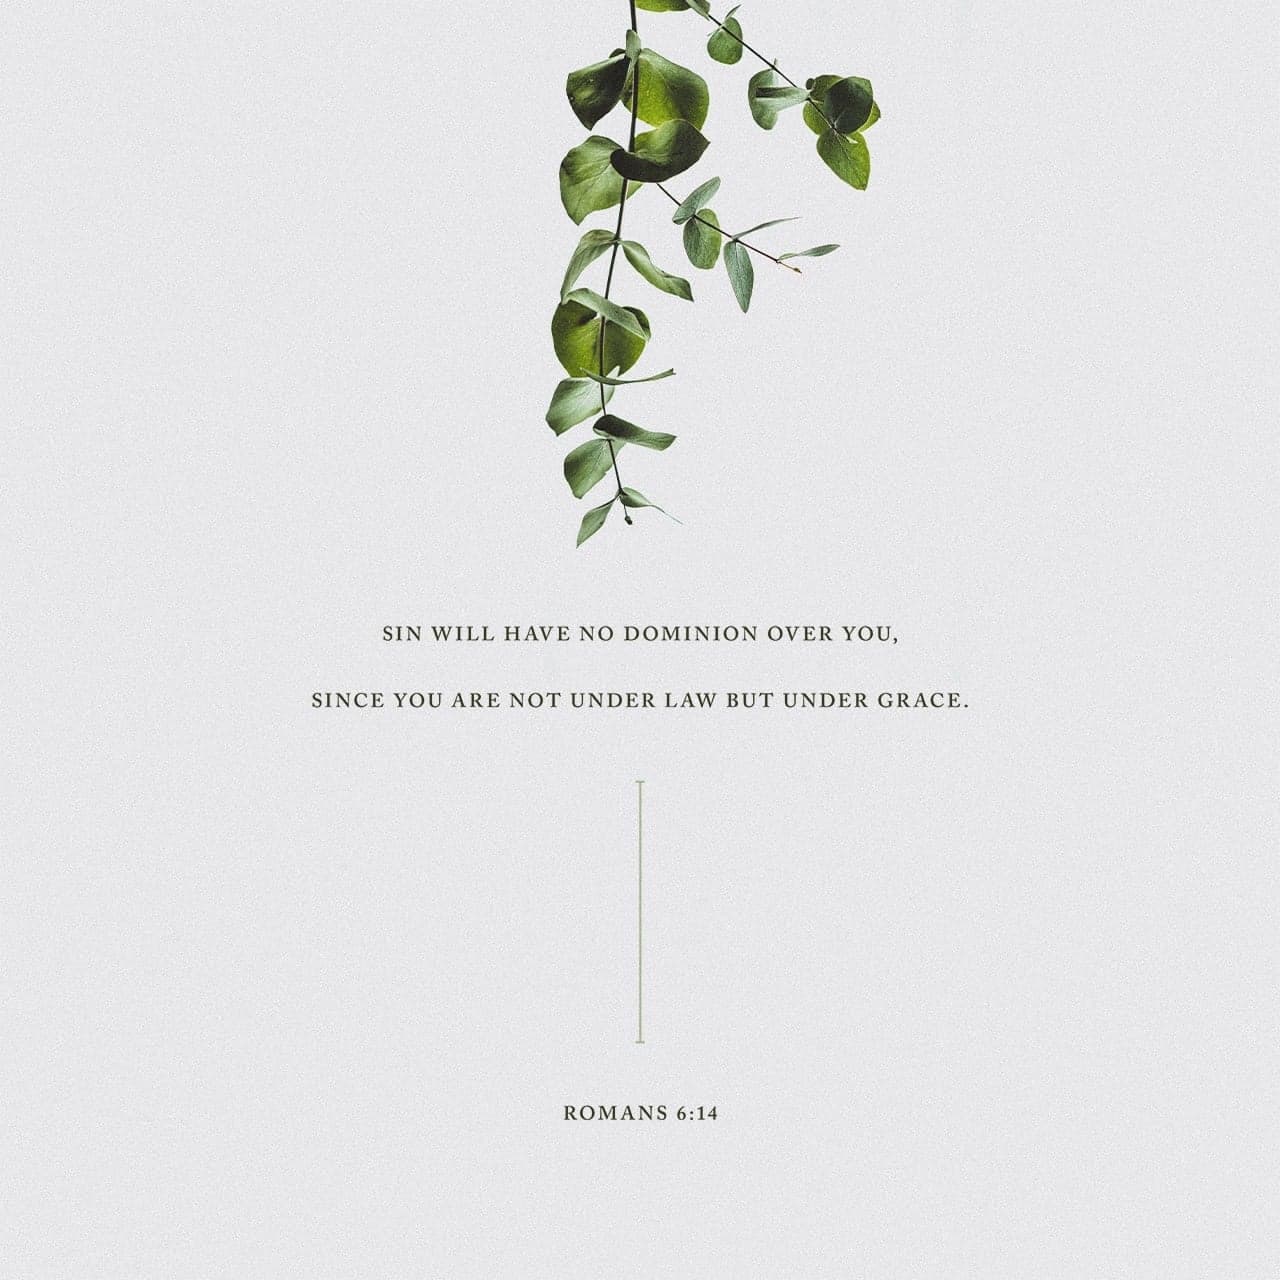 SIN WILL HAVE NO DOMINION OVER YOU,
SINCE YOU ARE NOT UNDER LAW BUT UNDER GRACE.
ROMANS 6:14